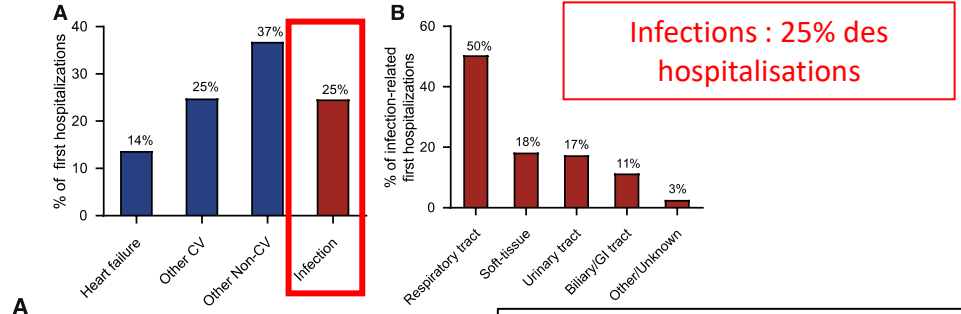 A
% of first hospitalizations
40
30
20
10
0
14%
25%
37%
25%
Heart failure
Other CV
Other Non-CV
Infection
B
% of infection-related
first hospitalizations
60
40
20
0
50%
18%
17%
11%
3%
Respiratory tract
Soft-tissue
Urinary tract
Biliary/GI tract
Other/Unknown
Infections : 25% des
hospitalisations
A